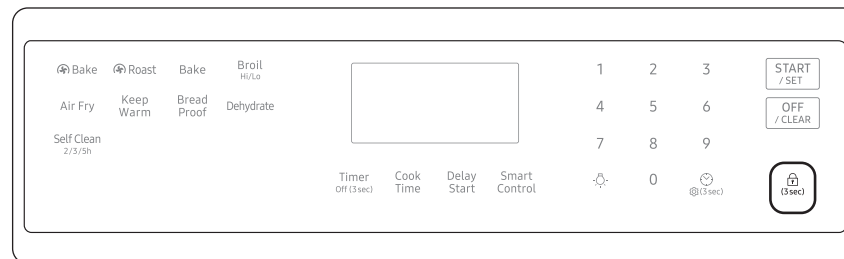 Bake Roast Bake Broil
Hi/Lo
1 2 3 START
/ SET
Air Fry Keep
Warm Bread
Proof Dehydrate
4 5 6 OFF
/ CLEAR
Self Clean
2/3/5h
7 8 9
Timer
Off (3 sec)
Cook
Time
Delay
Start
Smart
Control
0
(3 sec)
(3 sec)